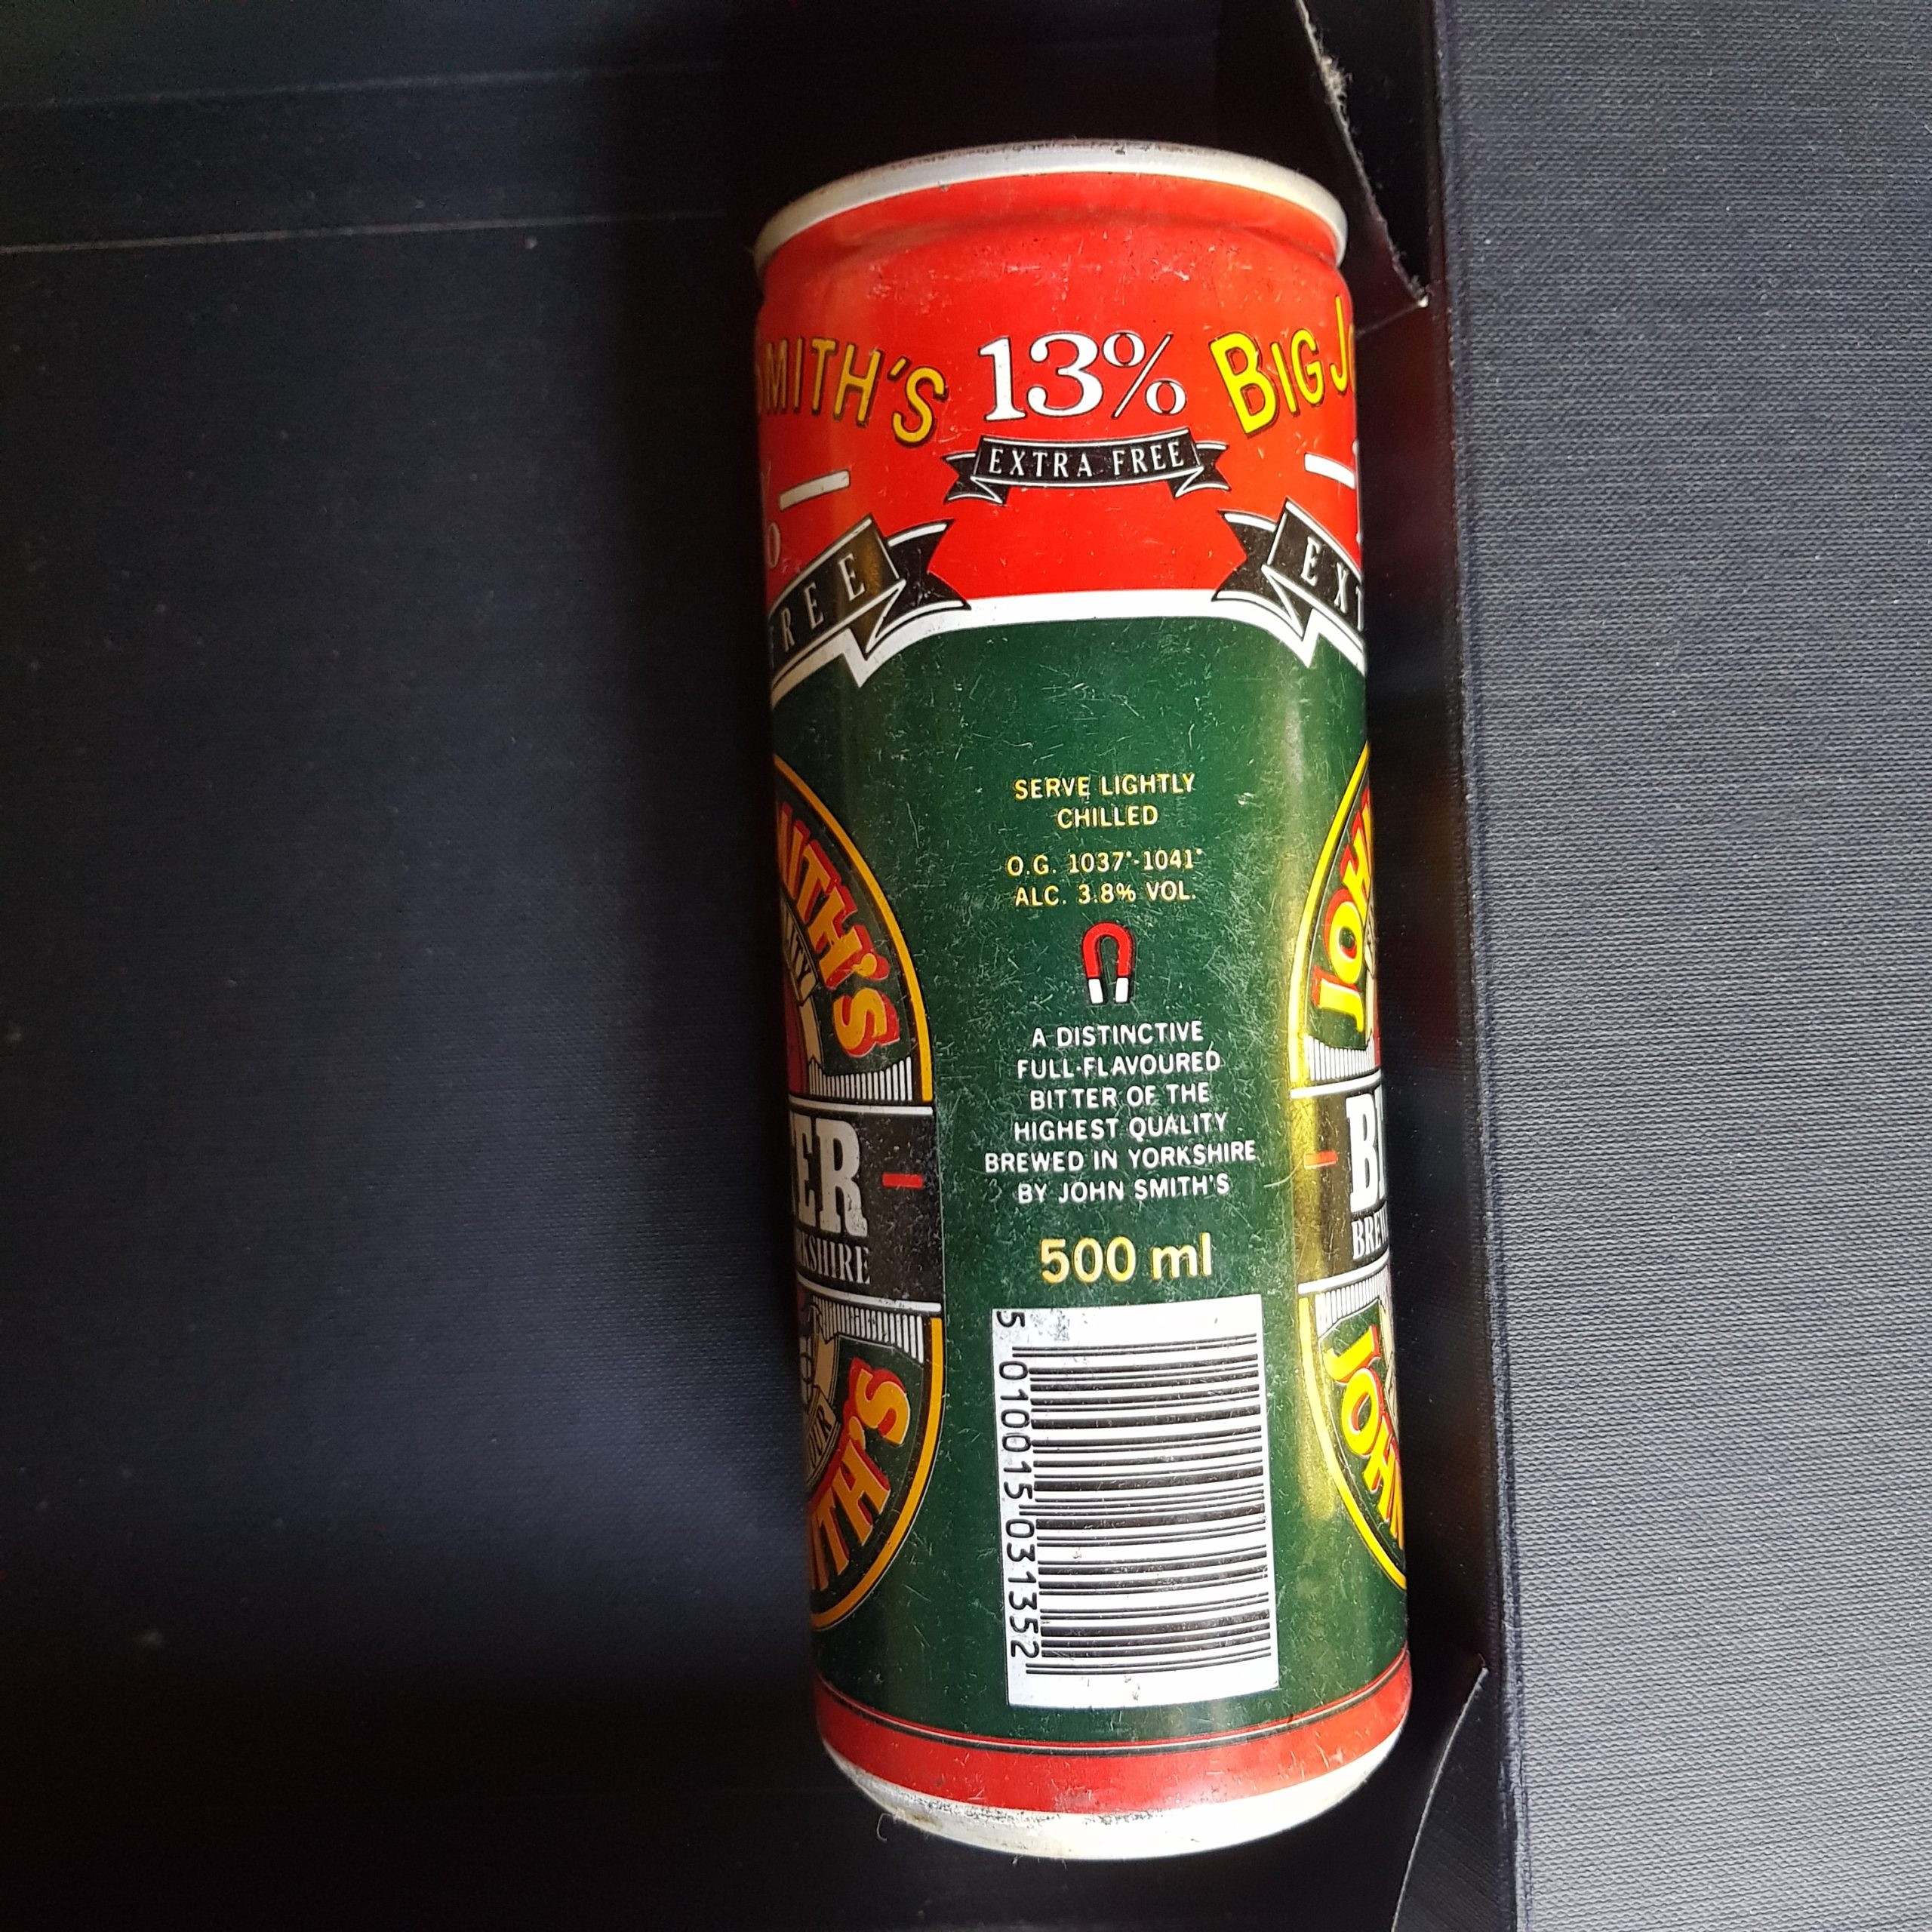 SMITH'S 13% BIG
EXTRA FREE
FREE
SERVE LIGHTLY
CHILLED
O.G. 1037°-1041°
ALC. 3.8% VOL.
A DISTINCTIVE
FULL-FLAVOURED
BITTER OF THE
HIGHEST QUALITY
BREWED IN YORKSHIRE
BY JOHN SMITH'S
500 ml
5 010015 031352